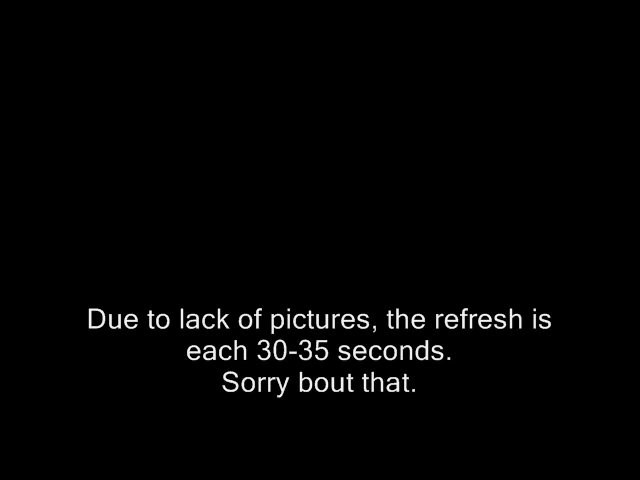 Due to lack of pictures, the refresh is
each 30-35 seconds.
Sorry bout that.